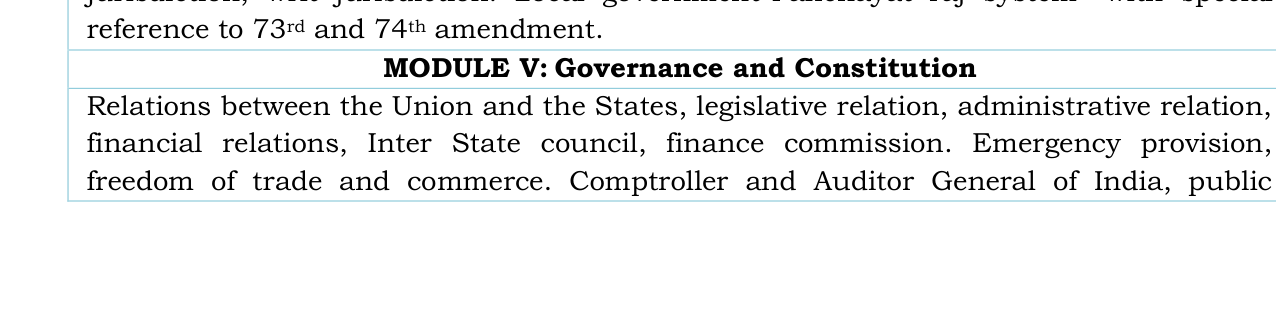 reference to 73rd and 74th amendment.
MODULE V: Governance and Constitution
Relations between the Union and the States, legislative relation, administrative relation,
financial relations, Inter State council, finance commission. Emergency provision,
freedom of trade and commerce. Comptroller and Auditor General of India, public